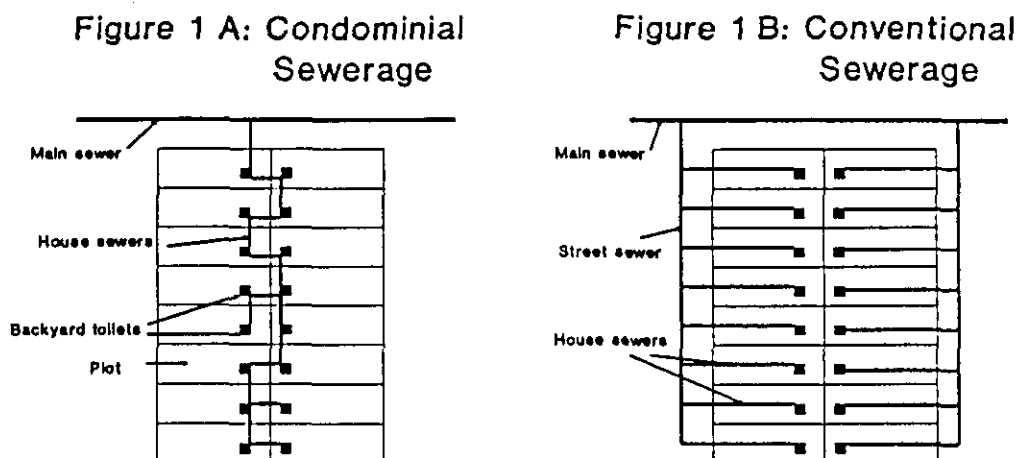 Figure 1 A: Condominial
Sewerage
Main sewer
House sewers
Backyard toilets
Plot
Figure 1 B: Conventional
Sewerage
Main sewer
Street sewer
House sewers